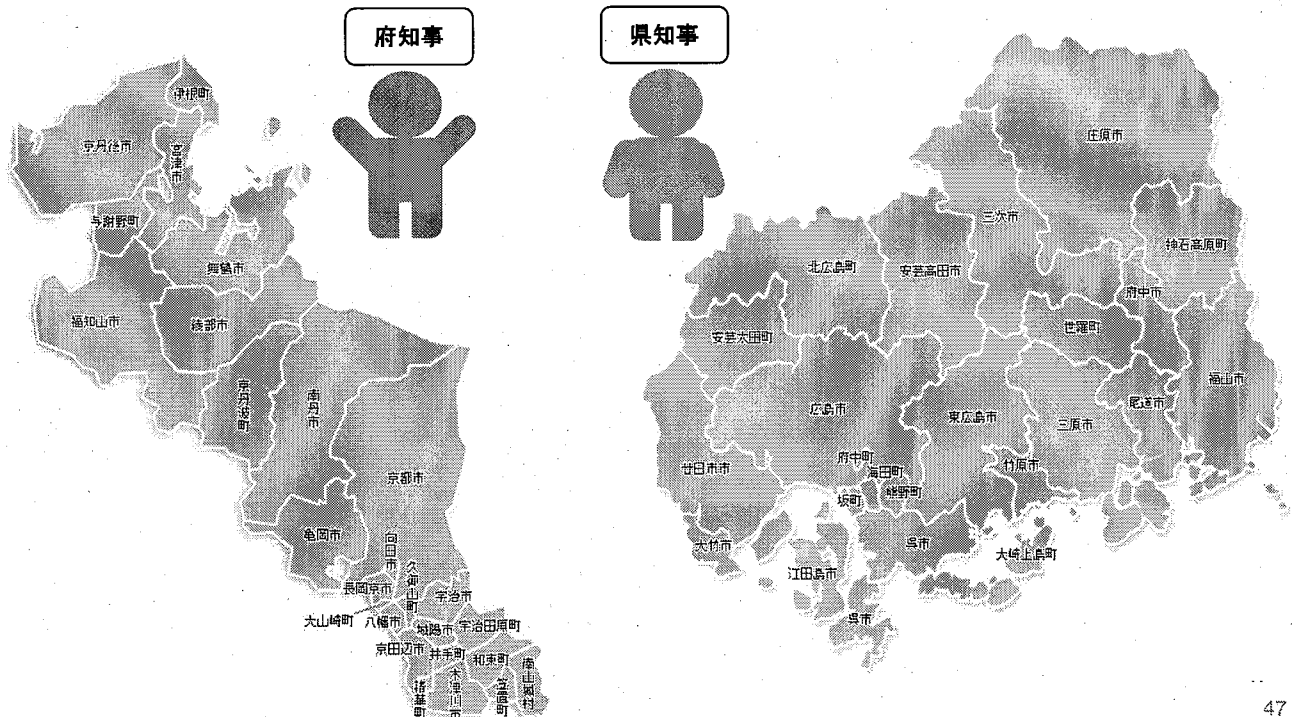 府知事
県知事
伊根町
京丹後市
宮津市
与謝野町
舞鶴市
福知山市
綾部市
京丹波町
南丹市
京都市
亀岡市
向日市
長岡京市
久御山町
宇治市
大山崎町
八幡市
城陽市
宇治田原町
京田辺市
井手町
和束町
南山城村
精華町
木津川市
笠置町
庄原市
三次市
神石高原町
北広島町
安芸高田市
府中市
世羅町
安芸太田町
福山市
尾道市
広島市
東広島市
三原市
府中町
海田町
竹原市
廿日市市
坂町
熊野町
大竹市
呉市
大崎上島町
江田島市
呉市
47